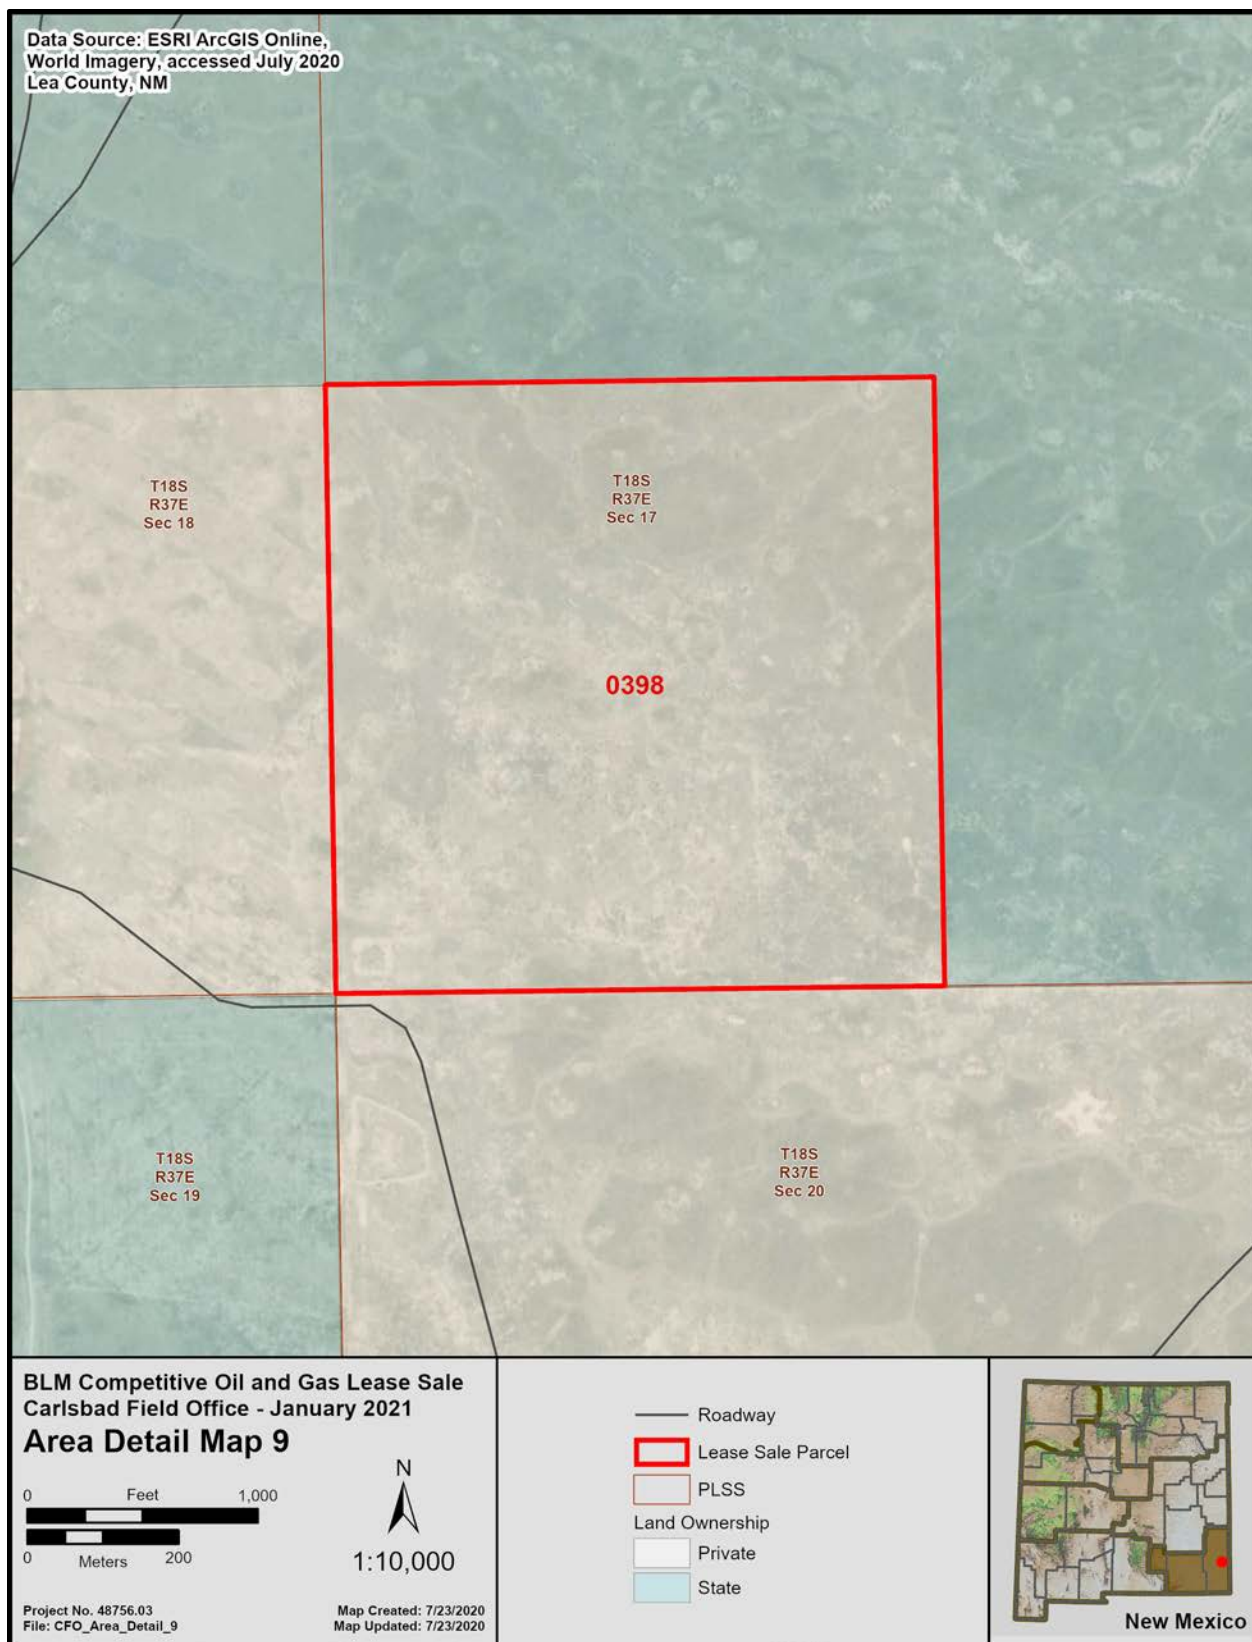 Data Source: ESRI ArcGIS Online,
World Imagery, accessed July 2020
Lea County, NM
T18S
R37E
Sec 18
T18S
R37E
Sec 17
0398
T18S
R37E
Sec 19
T18S
R37E
Sec 20
BLM Competitive Oil and Gas Lease Sale
Carlsbad Field Office - January 2021
Area Detail Map 9
0 Feet 1,000
0 Meters 200
N
1:10,000
Project No. 48756.03
File: CFO_Area_Detail_9
Map Created: 7/23/2020
Map Updated: 7/23/2020
Roadway
Lease Sale Parcel
PLSS
Land Ownership
Private
State
New Mexico